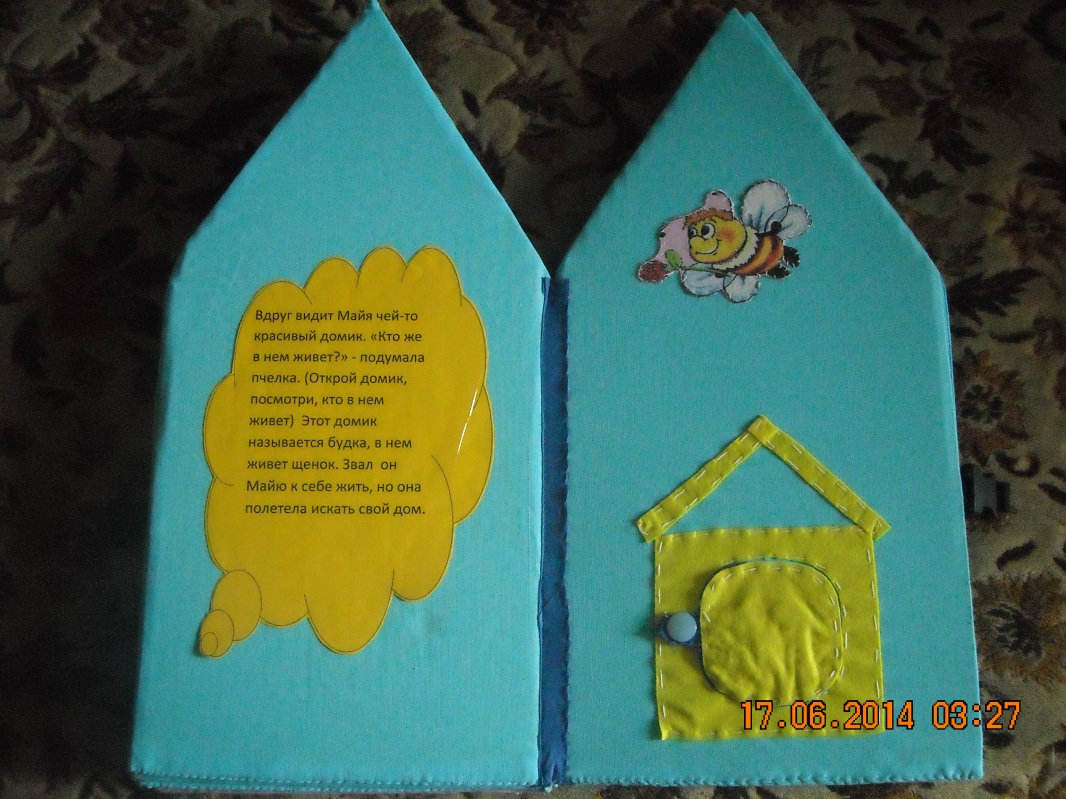 Вдруг видит Майя чей-то
красивый домик. «Кто же
в нем живет?» - подумала
пчелка. (Открой домик,
посмотри, кто в нем
живет) Этот домик
называется будка, в нем
живет щенок. Звал он
Майю к себе жить, но она
полетела искать свой дом.
17.06.2014 03:27